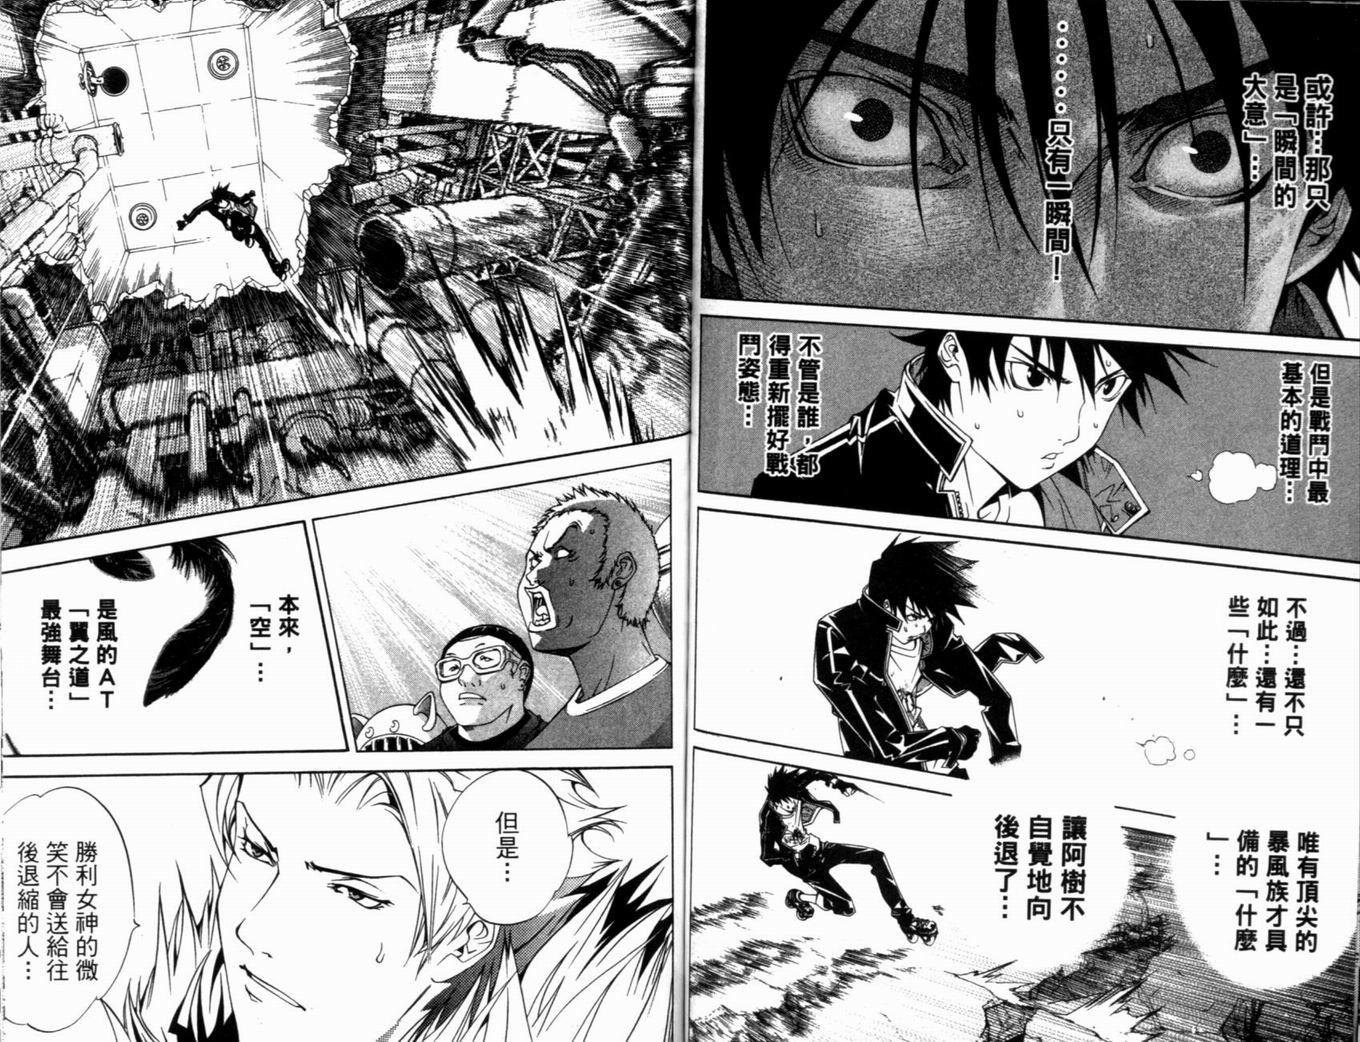 或許…那只
是「瞬間的
大意」…
………只有一瞬間！
但是戰鬥中最
基本的道理…
不管是誰，都
得重新擺好戰
鬥姿態…
不過…還不只
如此…還有一
些「什麼」…
唯有頂尖的
暴風族才具
備的「什麼
」…
讓阿樹不
自覺地向
後退了…
本來，
「空」…
是風的AT
「翼之道」
最強舞台…
但是…
勝利女神的微
笑不會送給往
後退縮的人…